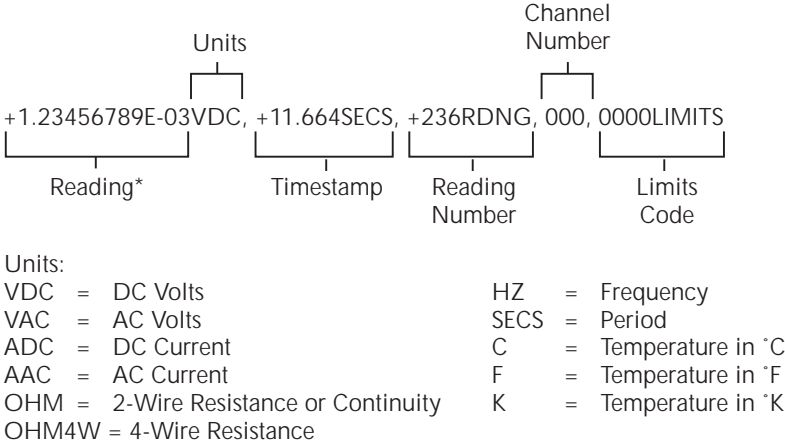 Channel
Units Number
+1.23456789E-03VDC, +11.664SECS, +236RDNG, 000, 0000LIMITS
Reading* Timestamp Reading Limits
Number Code
Units:
VDC = DC Volts HZ = Frequency
VAC = AC Volts SECS = Period
ADC = DC Current C = Temperature in ˚C
AAC = AC Current F = Temperature in ˚F
OHM = 2-Wire Resistance or Continuity K = Temperature in ˚K
OHM4W = 4-Wire Resistance